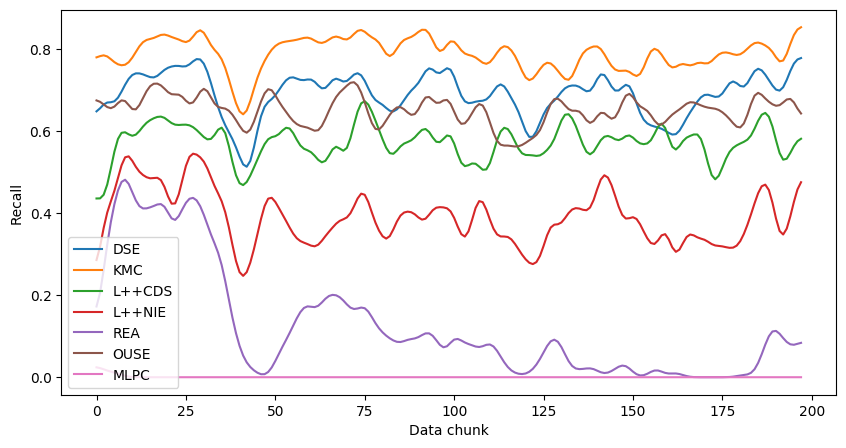 Recall
0.8
0.6
0.4
0.2
0.0
DSE
KMC
L++CDS
L++NIE
REA
OUSE
MLPC
0 25 50 75 100 125 150 175 200
Data chunk